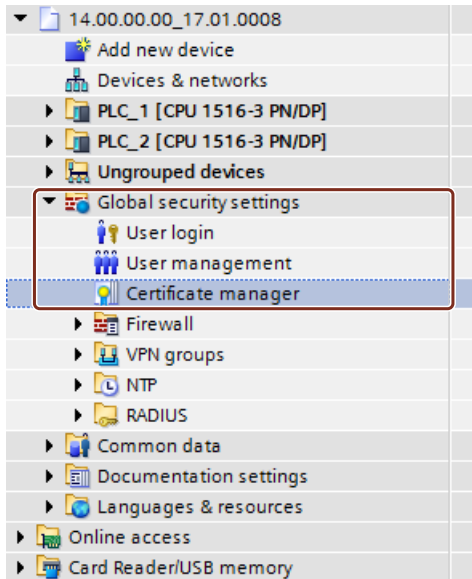 14.00.00.00_17.01.0008
Add new device
Devices & networks
PLC_1 [CPU 1516-3 PN/DP]
PLC_2 [CPU 1516-3 PN/DP]
Ungrouped devices
Global security settings
User login
User management
Certificate manager
Firewall
VPN groups
NTP
RADIUS
Common data
Documentation settings
Languages & resources
Online access
Card Reader/USB memory